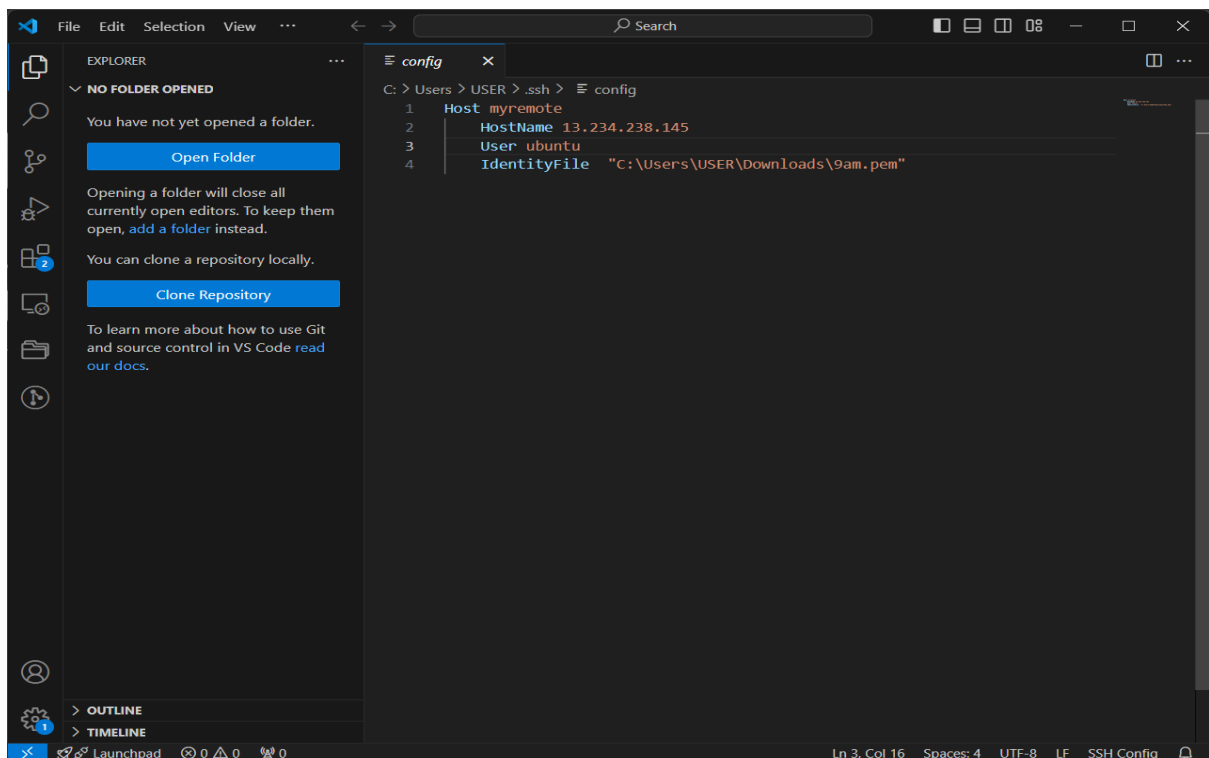 File Edit Selection View ···
Search
EXPLORER ···
NO FOLDER OPENED
You have not yet opened a folder.
Open Folder
Opening a folder will close all
currently open editors. To keep them
open, add a folder instead.
You can clone a repository locally.
Clone Repository
To learn more about how to use Git
and source control in VS Code read
our docs.
OUTLINE
TIMELINE
2
1
config
C: > Users > USER > .ssh > config
1 Host myremote
2 HostName 13.234.238.145
3 User ubuntu
4 IdentityFile "C:\Users\USER\Downloads\9am.pem"
Launchpad 0 0 0 Ln 3, Col 16 Spaces: 4 UTF-8 LF SSH Config